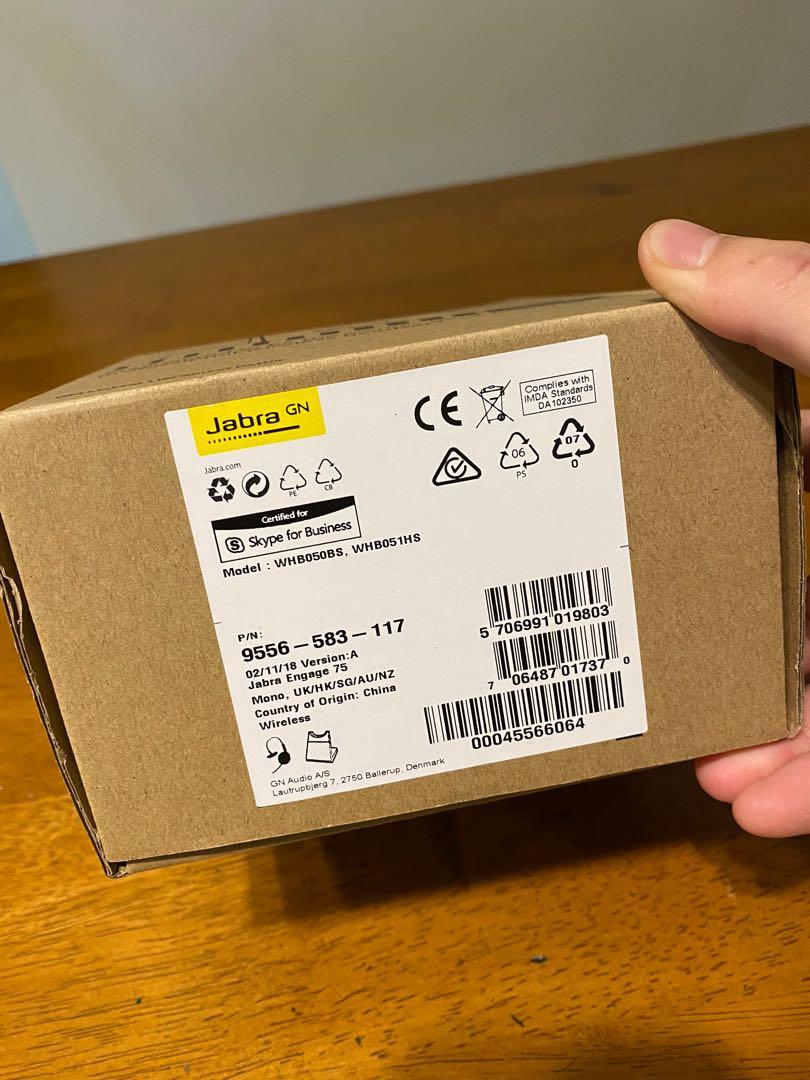 Jabra GN
Jabra.com
PE
CB
Certified for
S Skype for Business
Model : WHB050BS, WHB051HS
CE
Complies with
IMDA Standards
DA102350
06
PS
07
0
P/N:
9556-583-117
02/11/18 Version:A
Jabra Engage 75
Mono, UK/HK/SG/AU/NZ
Country of Origin: China
Wireless
GN Audio A/S
Lautrupbjerg 7, 2750 Ballerup, Denmark
5 706991 019803
7 06487 01737 0
00045566064